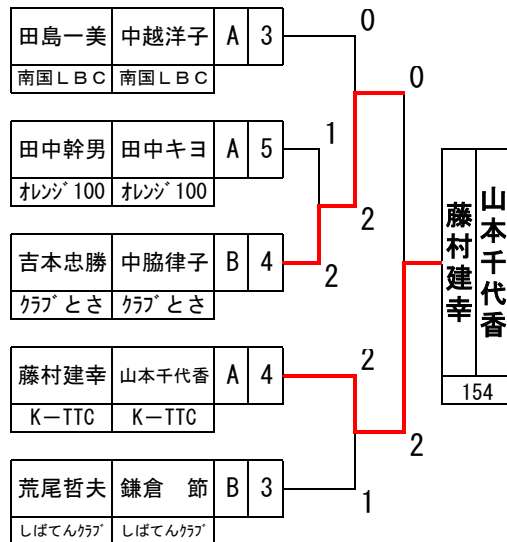 田島一美 中越洋子 A 3
南国LBC 南国LBC
0
0
田中幹男 田中キヨ A 5
オレンジ100 オレンジ100
1
2
吉本忠勝 中脇律子 B 4
クラブとさ クラブとさ
2
藤村建幸 山本千代香 A 4
K－TTC K－TTC
2
2
荒尾哲夫 鎌倉　節 B 3
しばてんクラブ しばてんクラブ
1
山本千代香
藤村建幸
154